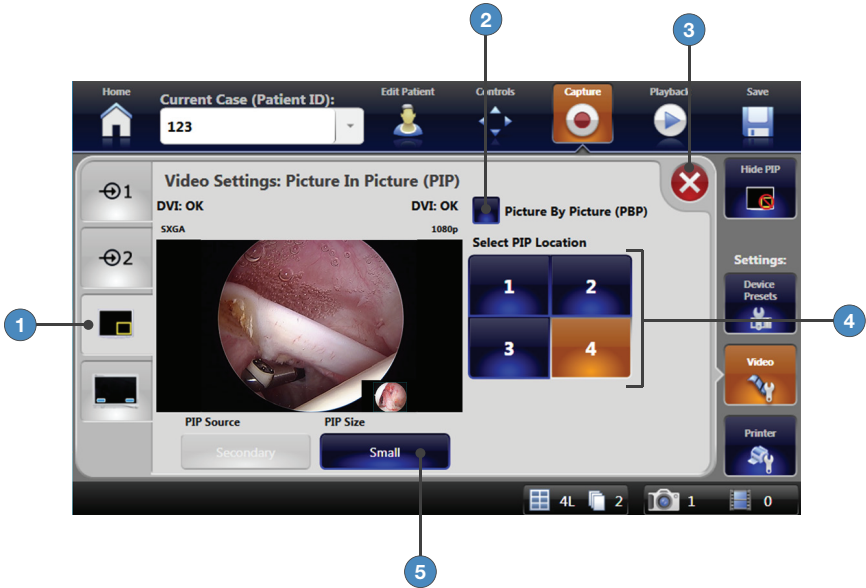 2
3
Home
Current Case (Patient ID):
Edit Patient
Controls
Capture
Playback
Save
123
1
Video Settings: Picture In Picture (PIP)
Hide PIP
DVI: OK
DVI: OK
Picture By Picture (PBP)
SXGA
1080p
Select PIP Location
2
Settings:
1
2
Device
Presets
1
4
3
4
Video
PIP Source
PIP Size
Secondary
Small
Printer
4L
2
1
0
5